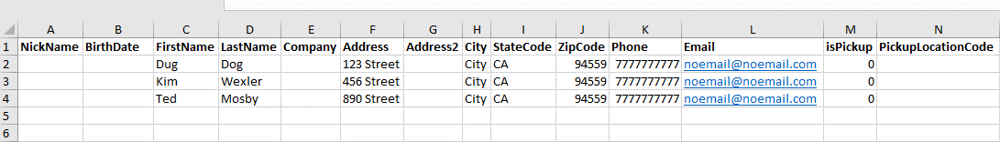 A B C D E F G H I J K L M N
1 NickName BirthDate FirstName LastName Company Address Address2 City StateCode ZipCode Phone Email isPickup PickupLocationCode
2 Dug Dog 123 Street City CA 94559 7777777777 noemail@noemail.com 0
3 Kim Wexler 456 Street City CA 94559 7777777777 noemail@noemail.com 0
4 Ted Mosby 890 Street City CA 94559 7777777777 noemail@noemail.com 0
5
6